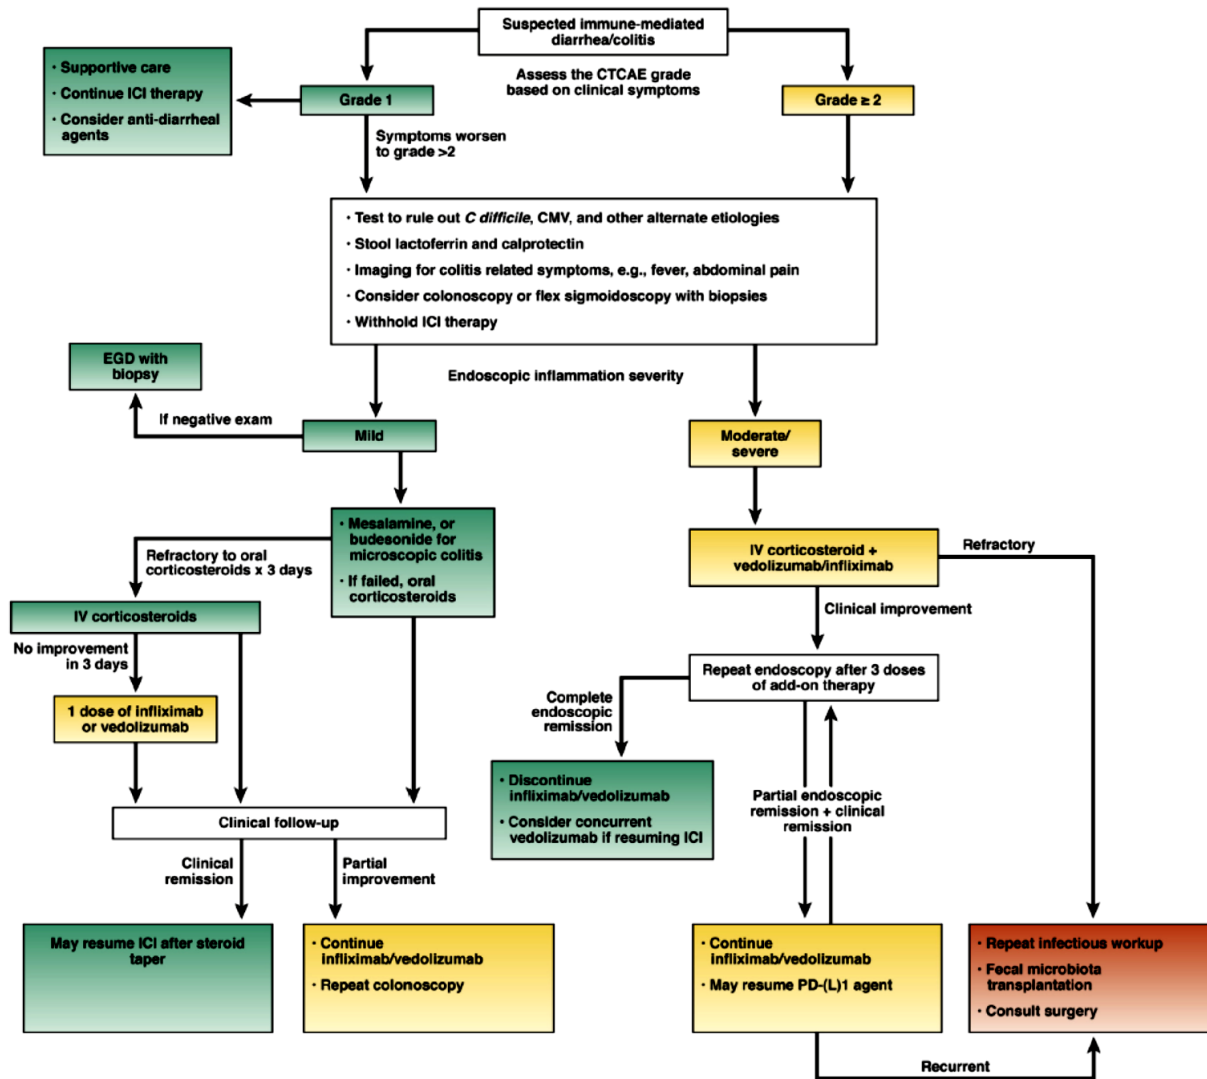 Suspected immune-mediated
diarrhea/colitis
· Supportive care
· Continue ICI therapy
· Consider anti-diarrheal
agents
Assess the CTCAE grade
based on clinical symptoms
Grade 1
Grade ≥ 2
Symptoms worsen
to grade >2
· Test to rule out C difficile, CMV, and other alternate etiologies
· Stool lactoferrin and calprotectin
· Imaging for colitis related symptoms, e.g., fever, abdominal pain
· Consider colonoscopy or flex sigmoidoscopy with biopsies
· Withhold ICI therapy
EGD with
biopsy
Endoscopic inflammation severity
If negative exam
Mild
Moderate/
severe
· Mesalamine, or
budesonide for
microscopic colitis
· If failed, oral
corticosteroids
Refractory to oral
corticosteroids x 3 days
IV corticosteroid +
vedolizumab/infliximab
Refractory
IV corticosteroids
Clinical improvement
No improvement
in 3 days
Repeat endoscopy after 3 doses
of add-on therapy
1 dose of infliximab
or vedolizumab
Complete
endoscopic
remission
· Discontinue
infliximab/vedolizumab
· Consider concurrent
vedolizumab if resuming ICI
Partial endoscopic
remission + clinical
remission
Clinical follow-up
Clinical
remission
Partial
improvement
May resume ICI after steroid
taper
· Continue
infliximab/vedolizumab
· Repeat colonoscopy
· Continue
infliximab/vedolizumab
· May resume PD-(L)1 agent
· Repeat infectious workup
· Fecal microbiota
transplantation
· Consult surgery
Recurrent